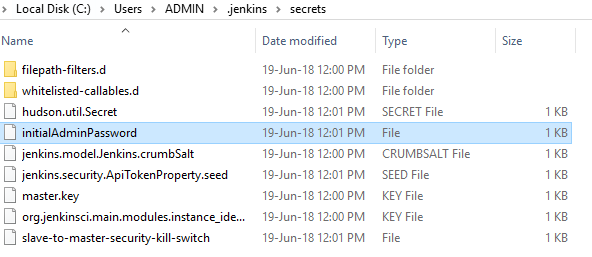 Local Disk (C:) > Users > ADMIN > .jenkins > secrets
Name Date modified Type Size
filepath-filters.d 19-Jun-18 12:00 PM File folder
whitelisted-callables.d 19-Jun-18 12:00 PM File folder
hudson.util.Secret 19-Jun-18 12:01 PM SECRET File 1 KB
initialAdminPassword 19-Jun-18 12:01 PM File 1 KB
jenkins.model.Jenkins.crumbSalt 19-Jun-18 12:00 PM CRUMBSALT File 1 KB
jenkins.security.ApiTokenProperty.seed 19-Jun-18 12:01 PM SEED File 1 KB
master.key 19-Jun-18 12:00 PM KEY File 1 KB
org.jenkinsci.main.modules.instance_ide... 19-Jun-18 12:00 PM KEY File 1 KB
slave-to-master-security-kill-switch 19-Jun-18 12:01 PM File 1 KB